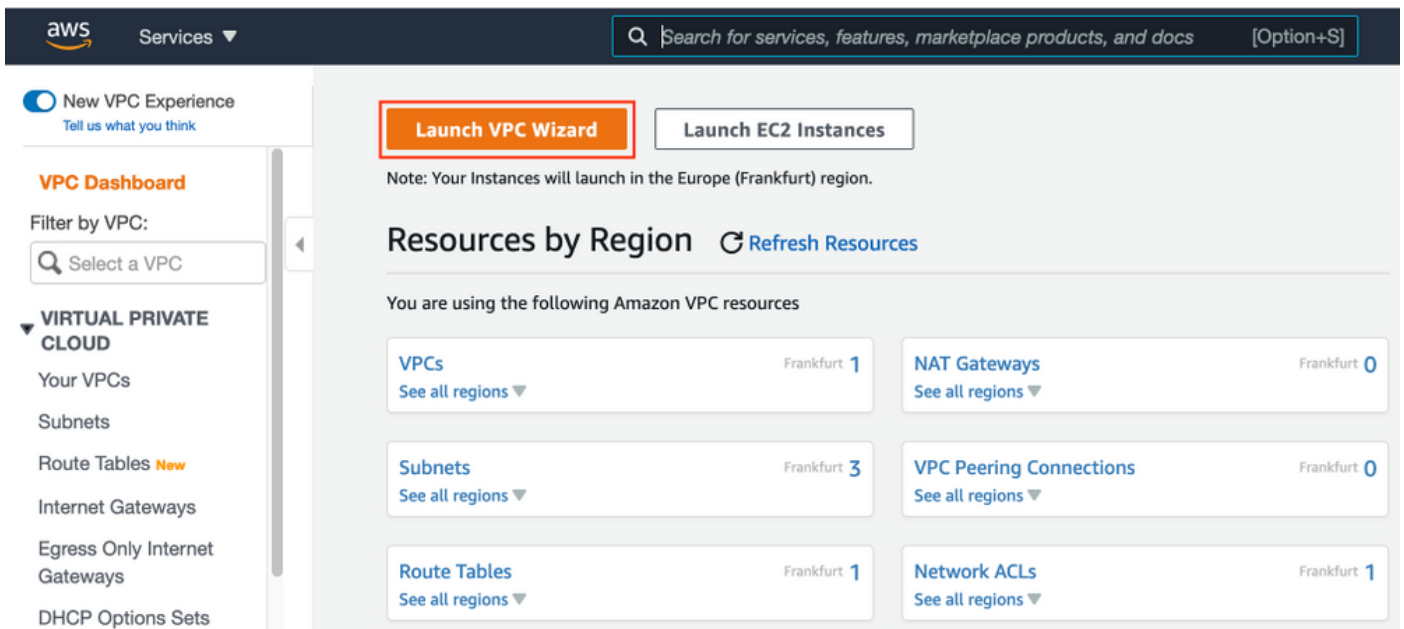 aws
Services ▼
Search for services, features, marketplace products, and docs
[Option+S]
New VPC Experience
Tell us what you think
VPC Dashboard
Filter by VPC:
Select a VPC
VIRTUAL PRIVATE
CLOUD
Your VPCs
Subnets
Route Tables New
Internet Gateways
Egress Only Internet
Gateways
DHCP Options Sets
Launch VPC Wizard
Launch EC2 Instances
Note: Your Instances will launch in the Europe (Frankfurt) region.
Resources by Region
Refresh Resources
You are using the following Amazon VPC resources
VPCs
Frankfurt 1
See all regions ▼
NAT Gateways
Frankfurt 0
See all regions ▼
Subnets
Frankfurt 3
See all regions ▼
VPC Peering Connections
Frankfurt 0
See all regions ▼
Route Tables
Frankfurt 1
See all regions ▼
Network ACLs
Frankfurt 1
See all regions ▼